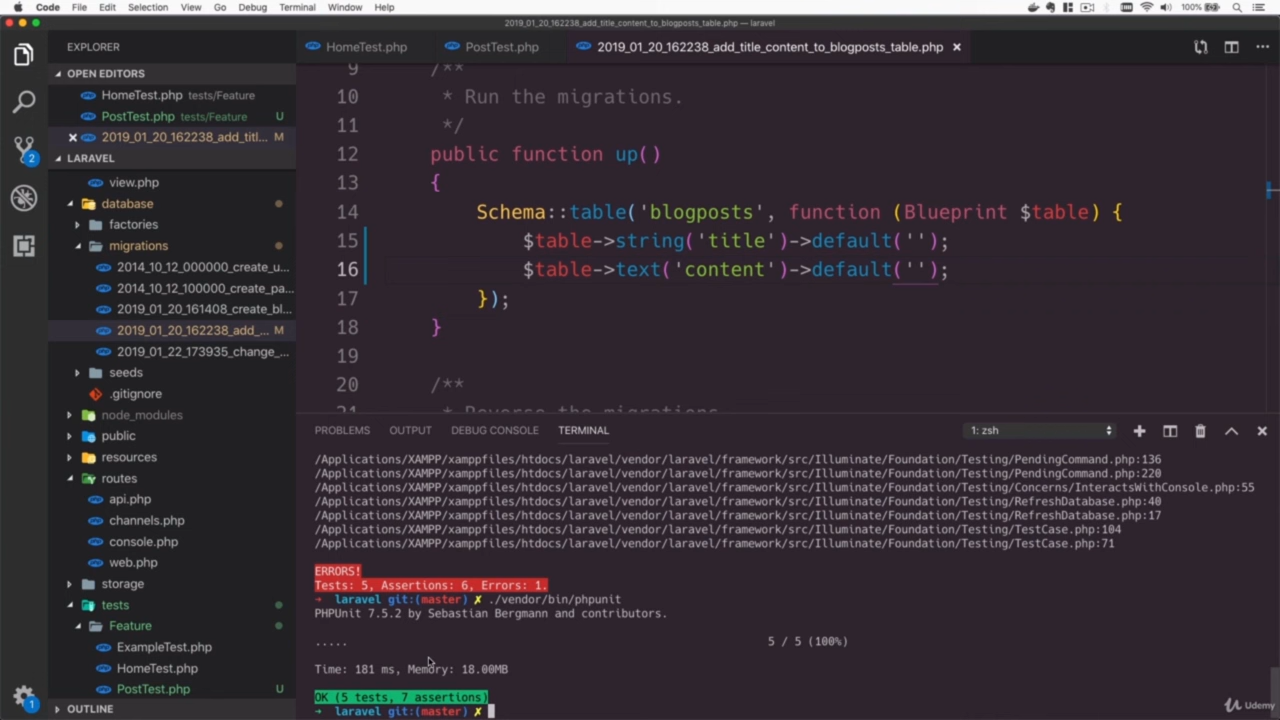 Code File Edit Selection View Go Debug Terminal Window Help 100%
2019_01_20_162238_add_title_content_to_blogposts_table.php — laravel
EXPLORER
OPEN EDITORS
HomeTest.php tests/Feature
PostTest.php tests/Feature U
2019_01_20_162238_add_titl... M
LARAVEL
view.php
database
factories
migrations
2014_10_12_000000_create_u...
2014_10_12_100000_create_pa...
2019_01_20_161408_create_bl...
2019_01_20_162238_add_... M
2019_01_22_173935_change_...
seeds
.gitignore
node_modules
public
resources
routes
api.php
channels.php
console.php
web.php
storage
tests
Feature
ExampleTest.php
HomeTest.php
PostTest.php U
OUTLINE
2
1
HomeTest.php PostTest.php 2019_01_20_162238_add_title_content_to_blogposts_table.php
9 /**
10 * Run the migrations.
11 */
12 public function up()
13 {
14 Schema::table('blogposts', function (Blueprint $table) {
15 $table->string('title')->default('');
16 $table->text('content')->default('');
17 });
18 }
19
20 /**
21 * Reverse the migrations.
PROBLEMS OUTPUT DEBUG CONSOLE TERMINAL 1: zsh
/Applications/XAMPP/xamppfiles/htdocs/laravel/vendor/laravel/framework/src/Illuminate/Foundation/Testing/PendingCommand.php:136
/Applications/XAMPP/xamppfiles/htdocs/laravel/vendor/laravel/framework/src/Illuminate/Foundation/Testing/PendingCommand.php:220
/Applications/XAMPP/xamppfiles/htdocs/laravel/vendor/laravel/framework/src/Illuminate/Foundation/Testing/Concerns/InteractsWithConsole.php:55
/Applications/XAMPP/xamppfiles/htdocs/laravel/vendor/laravel/framework/src/Illuminate/Foundation/Testing/RefreshDatabase.php:40
/Applications/XAMPP/xamppfiles/htdocs/laravel/vendor/laravel/framework/src/Illuminate/Foundation/Testing/RefreshDatabase.php:17
/Applications/XAMPP/xamppfiles/htdocs/laravel/vendor/laravel/framework/src/Illuminate/Foundation/Testing/TestCase.php:104
/Applications/XAMPP/xamppfiles/htdocs/laravel/vendor/laravel/framework/src/Illuminate/Foundation/Testing/TestCase.php:71
ERRORS!
Tests: 5, Assertions: 6, Errors: 1.
→ laravel git:(master) ✗ ./vendor/bin/phpunit
PHPUnit 7.5.2 by Sebastian Bergmann and contributors.
..... 5 / 5 (100%)
Time: 181 ms, Memory: 18.00MB
OK (5 tests, 7 assertions)
→ laravel git:(master) ✗
Udemy